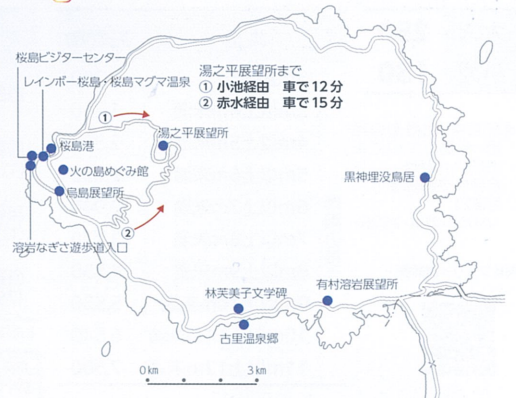 桜島ビジターセンター
レインボー桜島・桜島マグマ温泉
湯之平展望所まで
① 小池経由　車で12分
② 赤水経由　車で15分
①
桜島港
湯之平展望所
火の島めぐみ館
黒神埋没鳥居
烏島展望所
②
溶岩なぎさ遊歩道入口
林芙美子文学碑
有村溶岩展望所
古里温泉郷
0km
3km